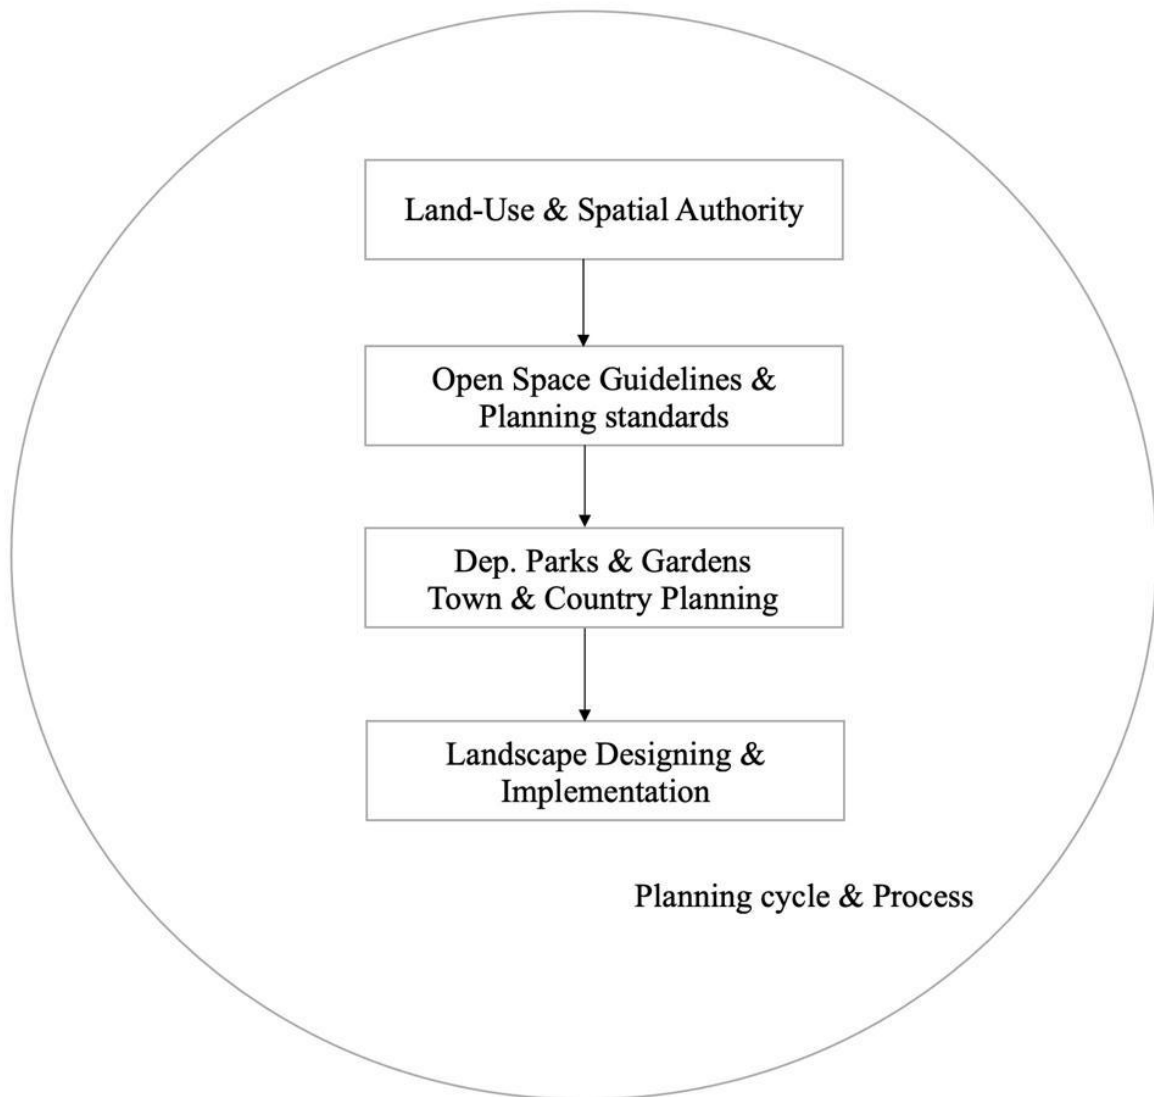 Land-Use & Spatial Authority
Open Space Guidelines &
Planning standards
Dep. Parks & Gardens
Town & Country Planning
Landscape Designing &
Implementation
Planning cycle & Process